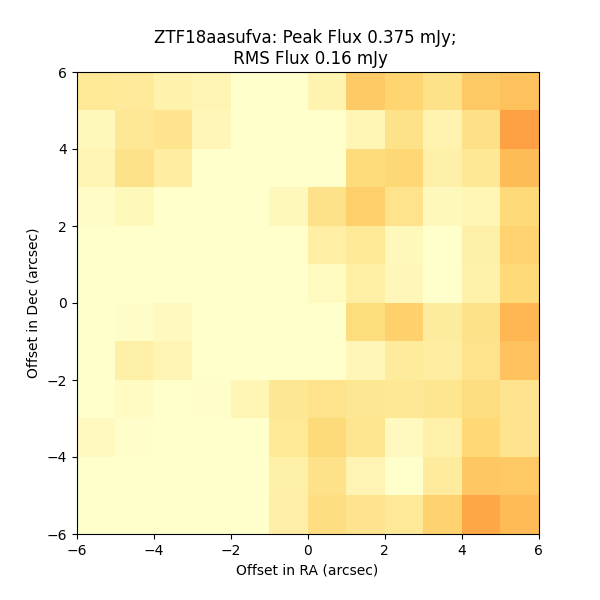 ZTF18aasufva: Peak Flux 0.375 mJy;
RMS Flux 0.16 mJy
6
4
2
0
−2
−4
−6
Offset in Dec (arcsec)
−6 −4 −2 0 2 4 6
Offset in RA (arcsec)